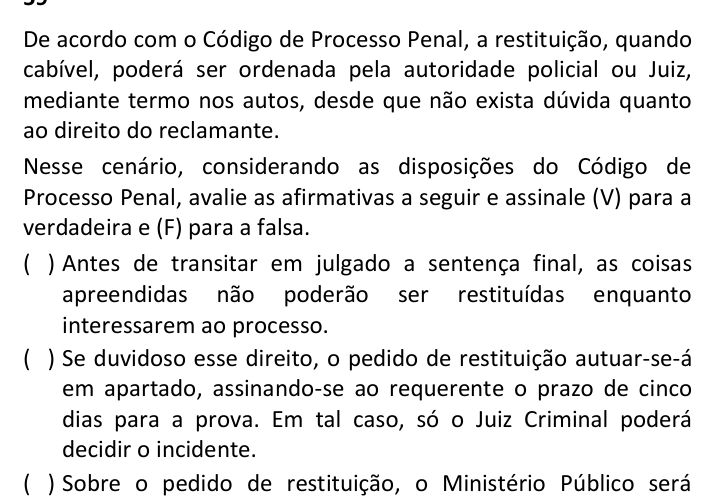 De acordo com o Código de Processo Penal, a restituição, quando
cabível, poderá ser ordenada pela autoridade policial ou Juiz,
mediante termo nos autos, desde que não exista dúvida quanto
ao direito do reclamante.
Nesse cenário, considerando as disposições do Código de
Processo Penal, avalie as afirmativas a seguir e assinale (V) para a
verdadeira e (F) para a falsa.
( ) Antes de transitar em julgado a sentença final, as coisas
apreendidas não poderão ser restituídas enquanto
interessarem ao processo.
( ) Se duvidoso esse direito, o pedido de restituição autuar-se-á
em apartado, assinando-se ao requerente o prazo de cinco
dias para a prova. Em tal caso, só o Juiz Criminal poderá
decidir o incidente.
( ) Sobre o pedido de restituição, o Ministério Público será